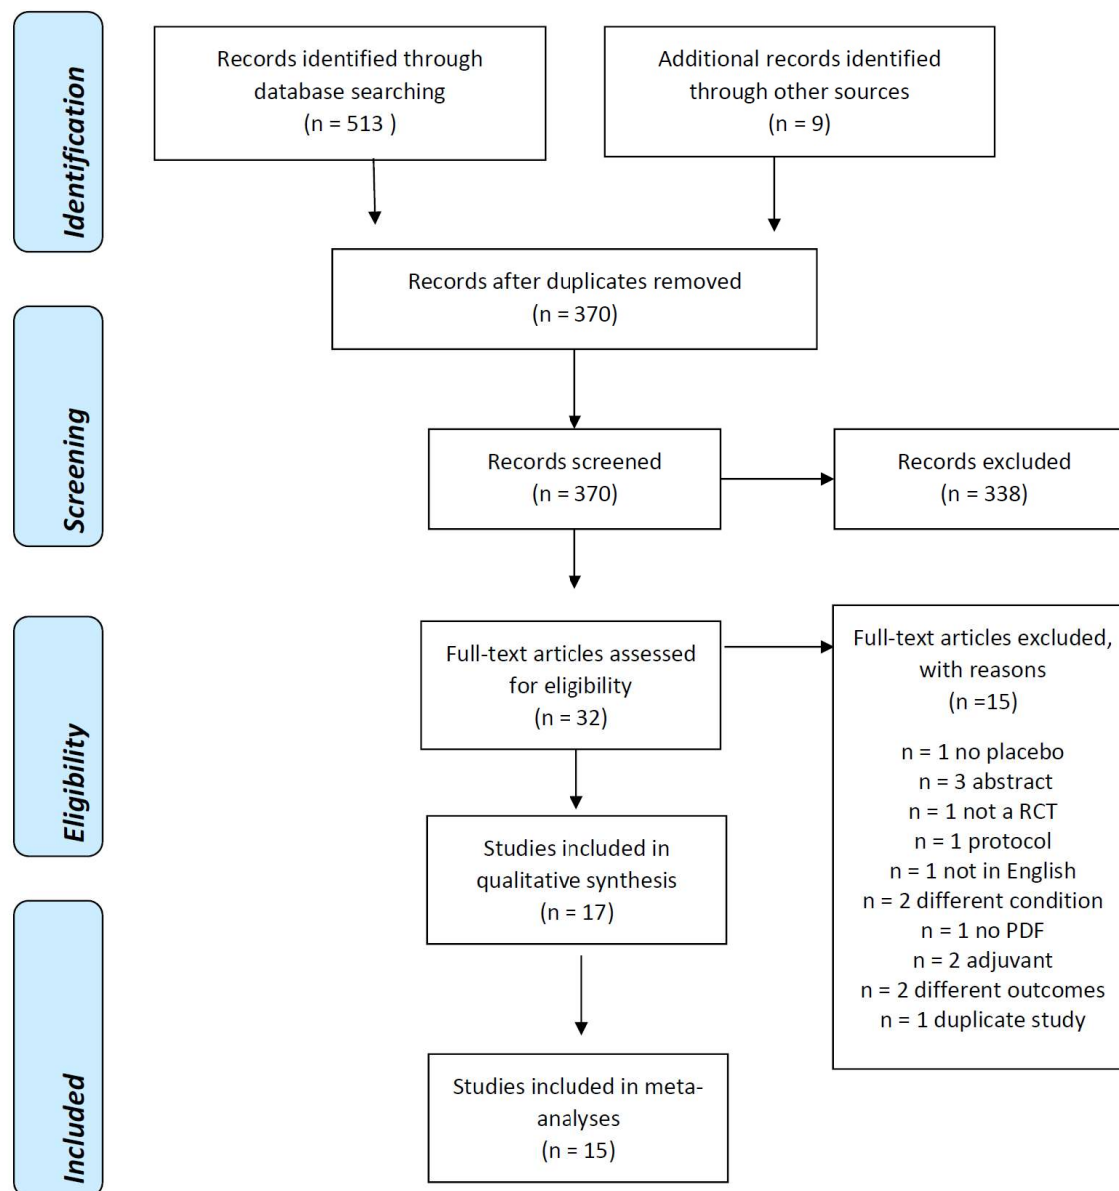 Identification
Records identified through
database searching
(n = 513 )
Additional records identified
through other sources
(n = 9)
Records after duplicates removed
(n = 370)
Screening
Records screened
(n = 370)
Records excluded
(n = 338)
Eligibility
Full-text articles assessed
for eligibility
(n = 32)
Full-text articles excluded,
with reasons
(n =15)
n = 1 no placebo
n = 3 abstract
n = 1 not a RCT
n = 1 protocol
n = 1 not in English
n = 2 different condition
n = 1 no PDF
n = 2 adjuvant
n = 2 different outcomes
n = 1 duplicate study
Studies included in
qualitative synthesis
(n = 17)
Included
Studies included in meta-
analyses
(n = 15)